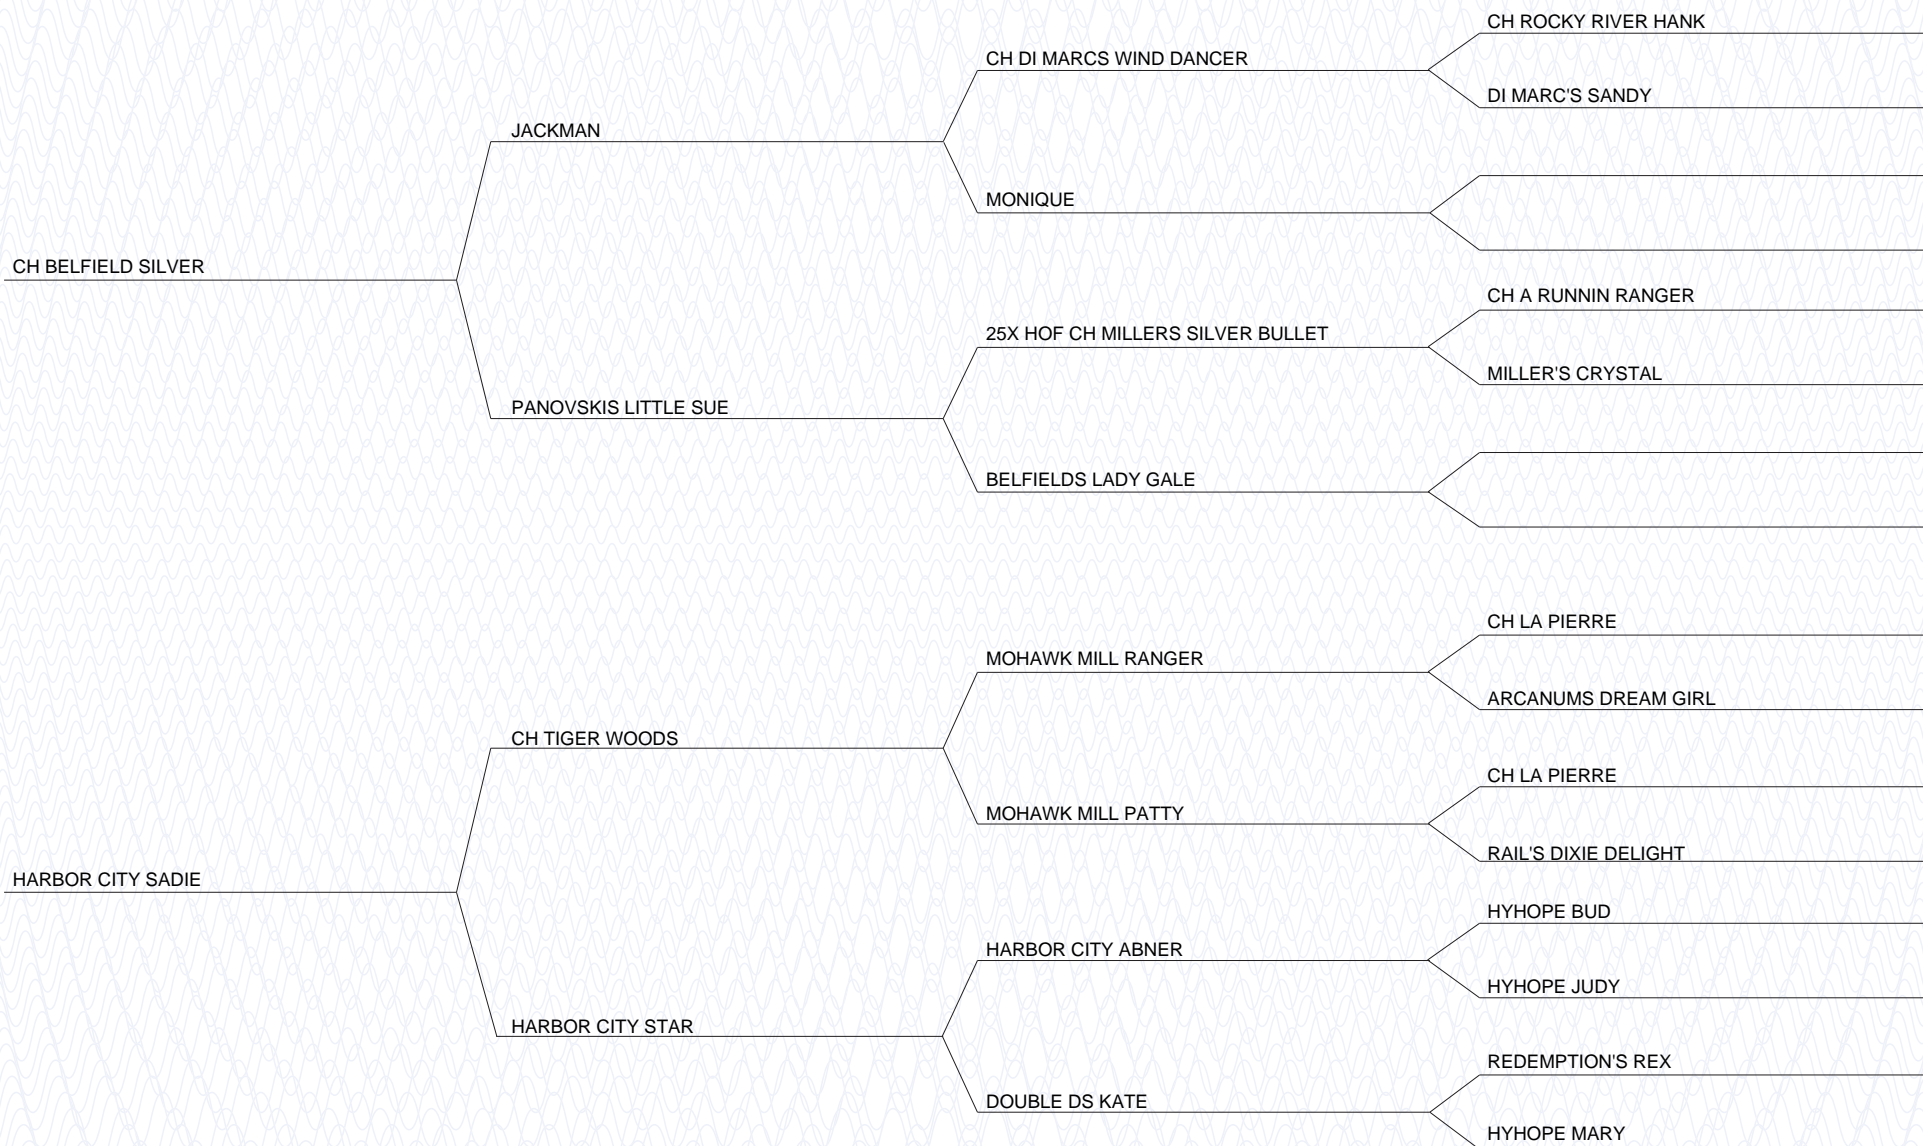 CH ROCKY RIVER HANK
CH DI MARCS WIND DANCER
DI MARC'S SANDY
JACKMAN
MONIQUE
CH BELFIELD SILVER
CH A RUNNIN RANGER
25X HOF CH MILLERS SILVER BULLET
MILLER'S CRYSTAL
PANOVSKIS LITTLE SUE
BELFIELDS LADY GALE
CH LA PIERRE
MOHAWK MILL RANGER
ARCANUMS DREAM GIRL
CH TIGER WOODS
CH LA PIERRE
MOHAWK MILL PATTY
RAIL'S DIXIE DELIGHT
HARBOR CITY SADIE
HYHOPE BUD
HARBOR CITY ABNER
HYHOPE JUDY
HARBOR CITY STAR
REDEMPTION'S REX
DOUBLE DS KATE
HYHOPE MARY